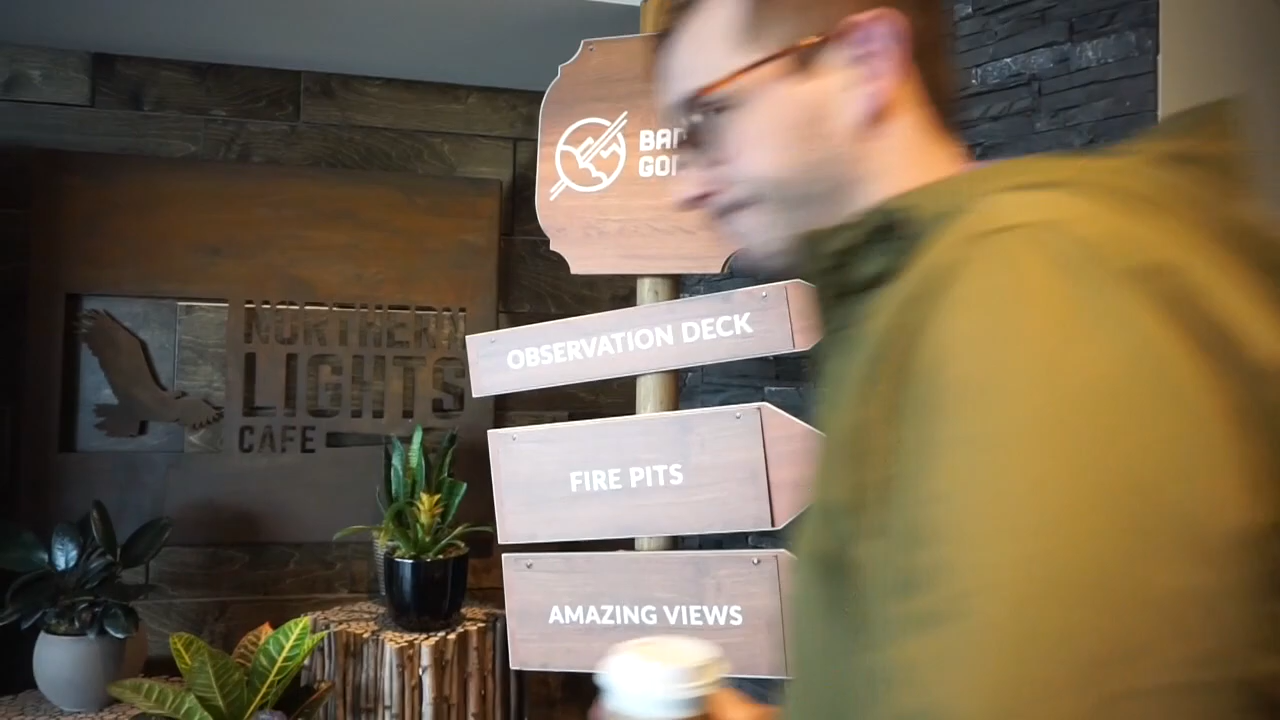 NORTHERN
LIGHTS
CAFE
OBSERVATION DECK
FIRE PITS
AMAZING VIEWS